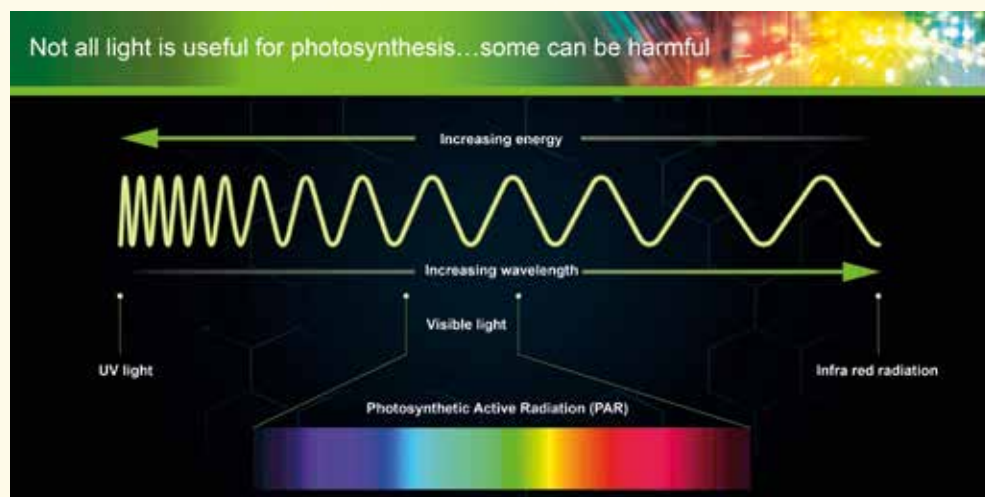 Not all light is useful for photosynthesis...some can be harmful
Increasing energy
Increasing wavelength
Visible light
UV light
Infra red radiation
Photosynthetic Active Radiation (PAR)